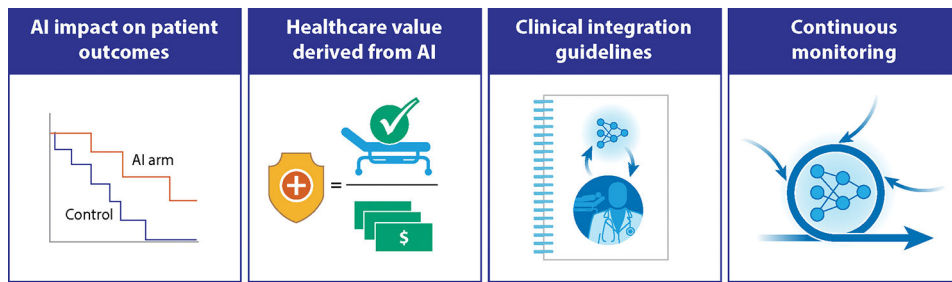 AI impact on patient
outcomes
AI arm
Control
Healthcare value
derived from AI
=
$
Clinical integration
guidelines
Continuous
monitoring